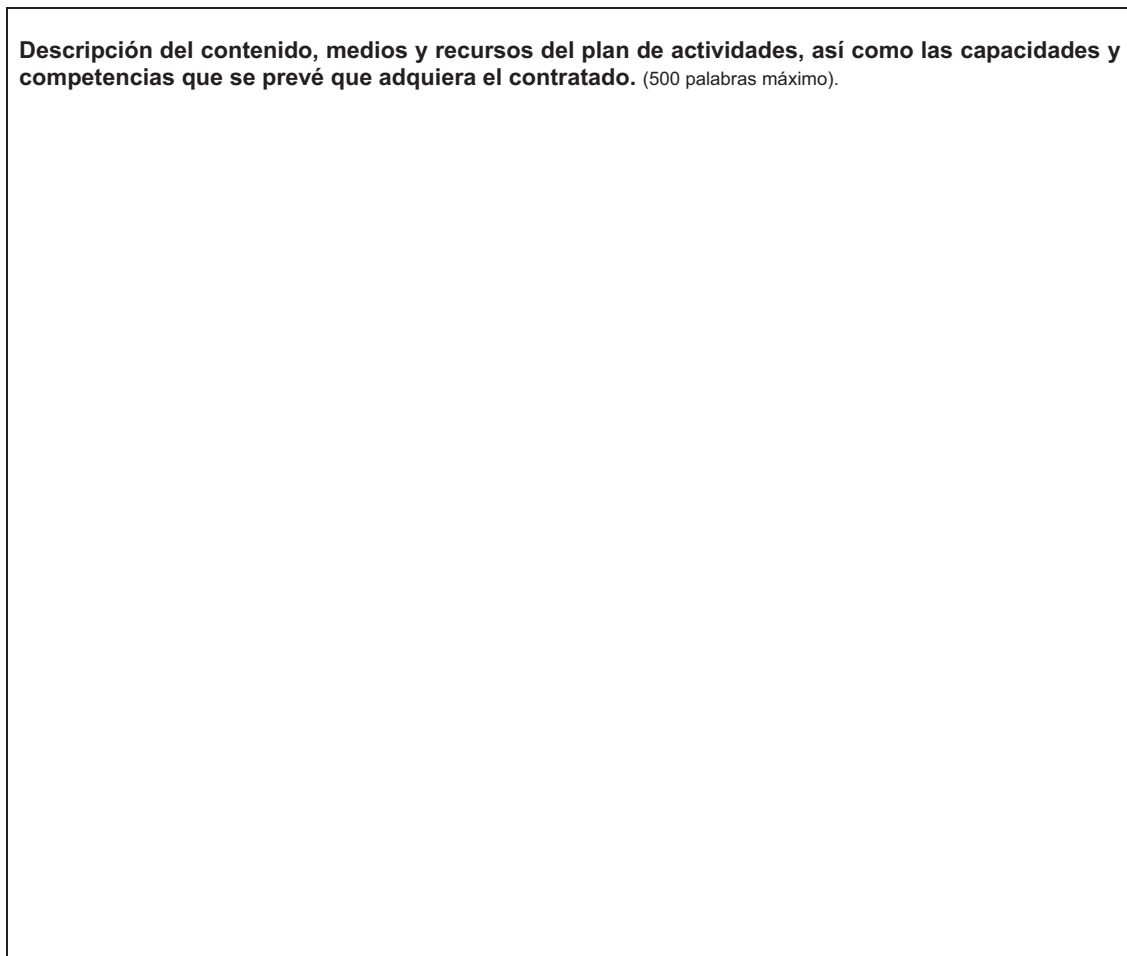 Descripción del contenido, medios y recursos del plan de actividades, así como las capacidades y
competencias que se prevé que adquiera el contratado. (500 palabras máximo).